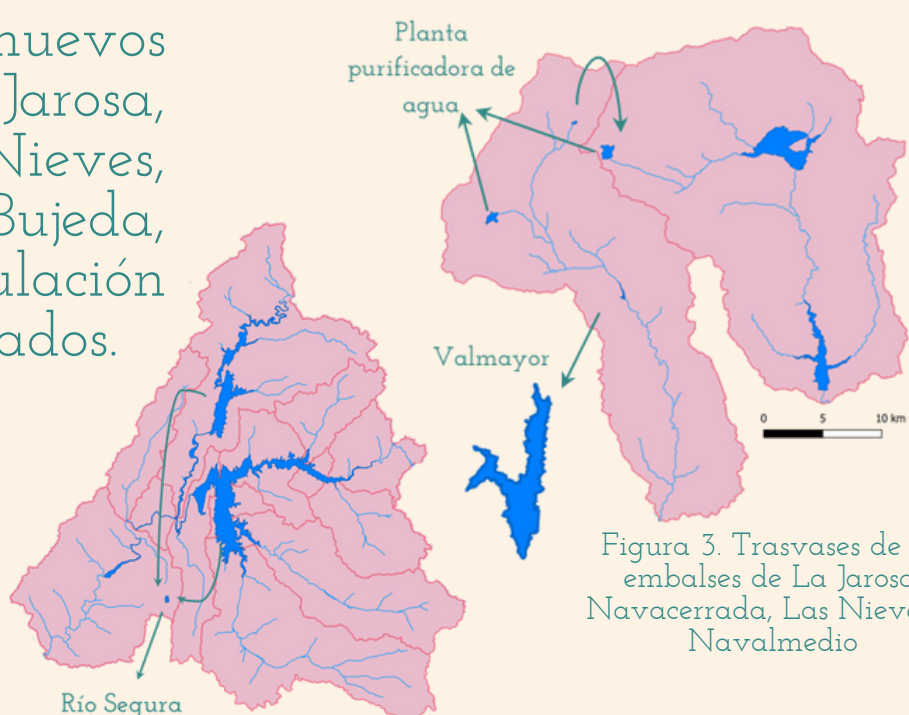 nuevos
Jarosa,
Nieves,
Bujeda,
ulación
ados.
Planta
purificadora de
agua
Valmayor
0 5 10 km
Río Segura
Figura 3. Trasvases de
embalses de La Jarosa
Navacerrada, Las Nieve
Navalmedio